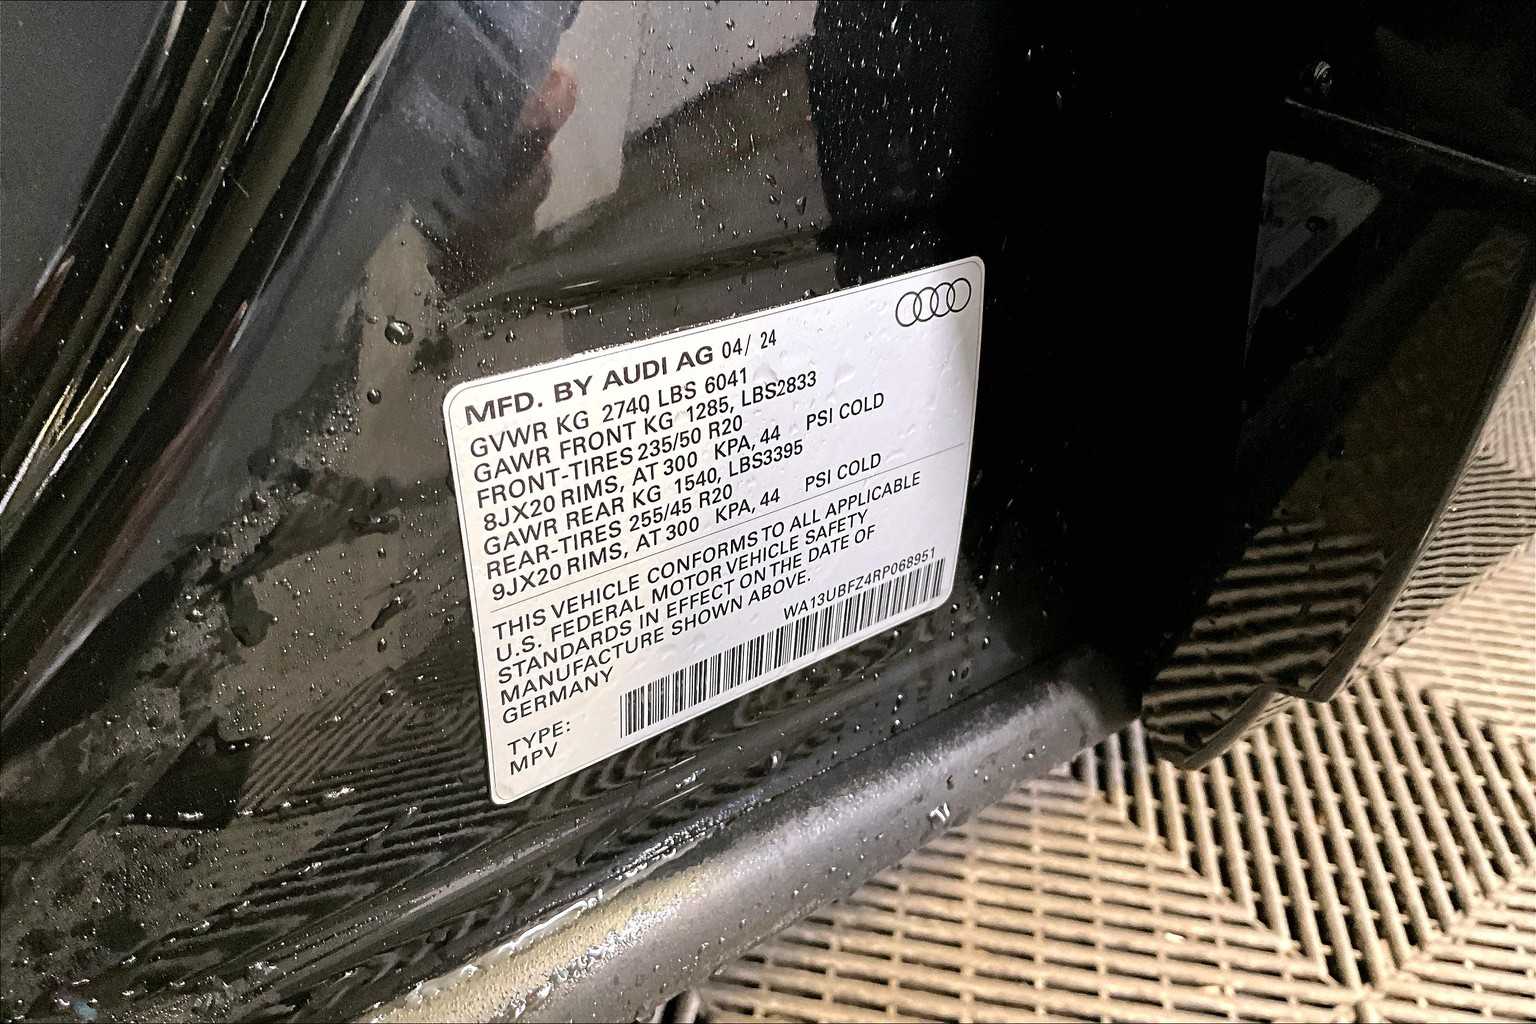 MFD. BY AUDI AG 04/ 24
GVWR KG 2740 LBS 6041
GAWR FRONT KG 1285, LBS2833
FRONT-TIRES 235/50 R20
8JX20 RIMS, AT 300 KPA, 44 PSI COLD
GAWR REAR KG 1540, LBS3395
REAR-TIRES 255/45 R20
9JX20 RIMS, AT 300 KPA, 44 PSI COLD
THIS VEHICLE CONFORMS TO ALL APPLICABLE
U.S. FEDERAL MOTOR VEHICLE SAFETY
STANDARDS IN EFFECT ON THE DATE OF
MANUFACTURE SHOWN ABOVE.
GERMANY
WA13UBFZ4RP068951
TYPE:
MPV